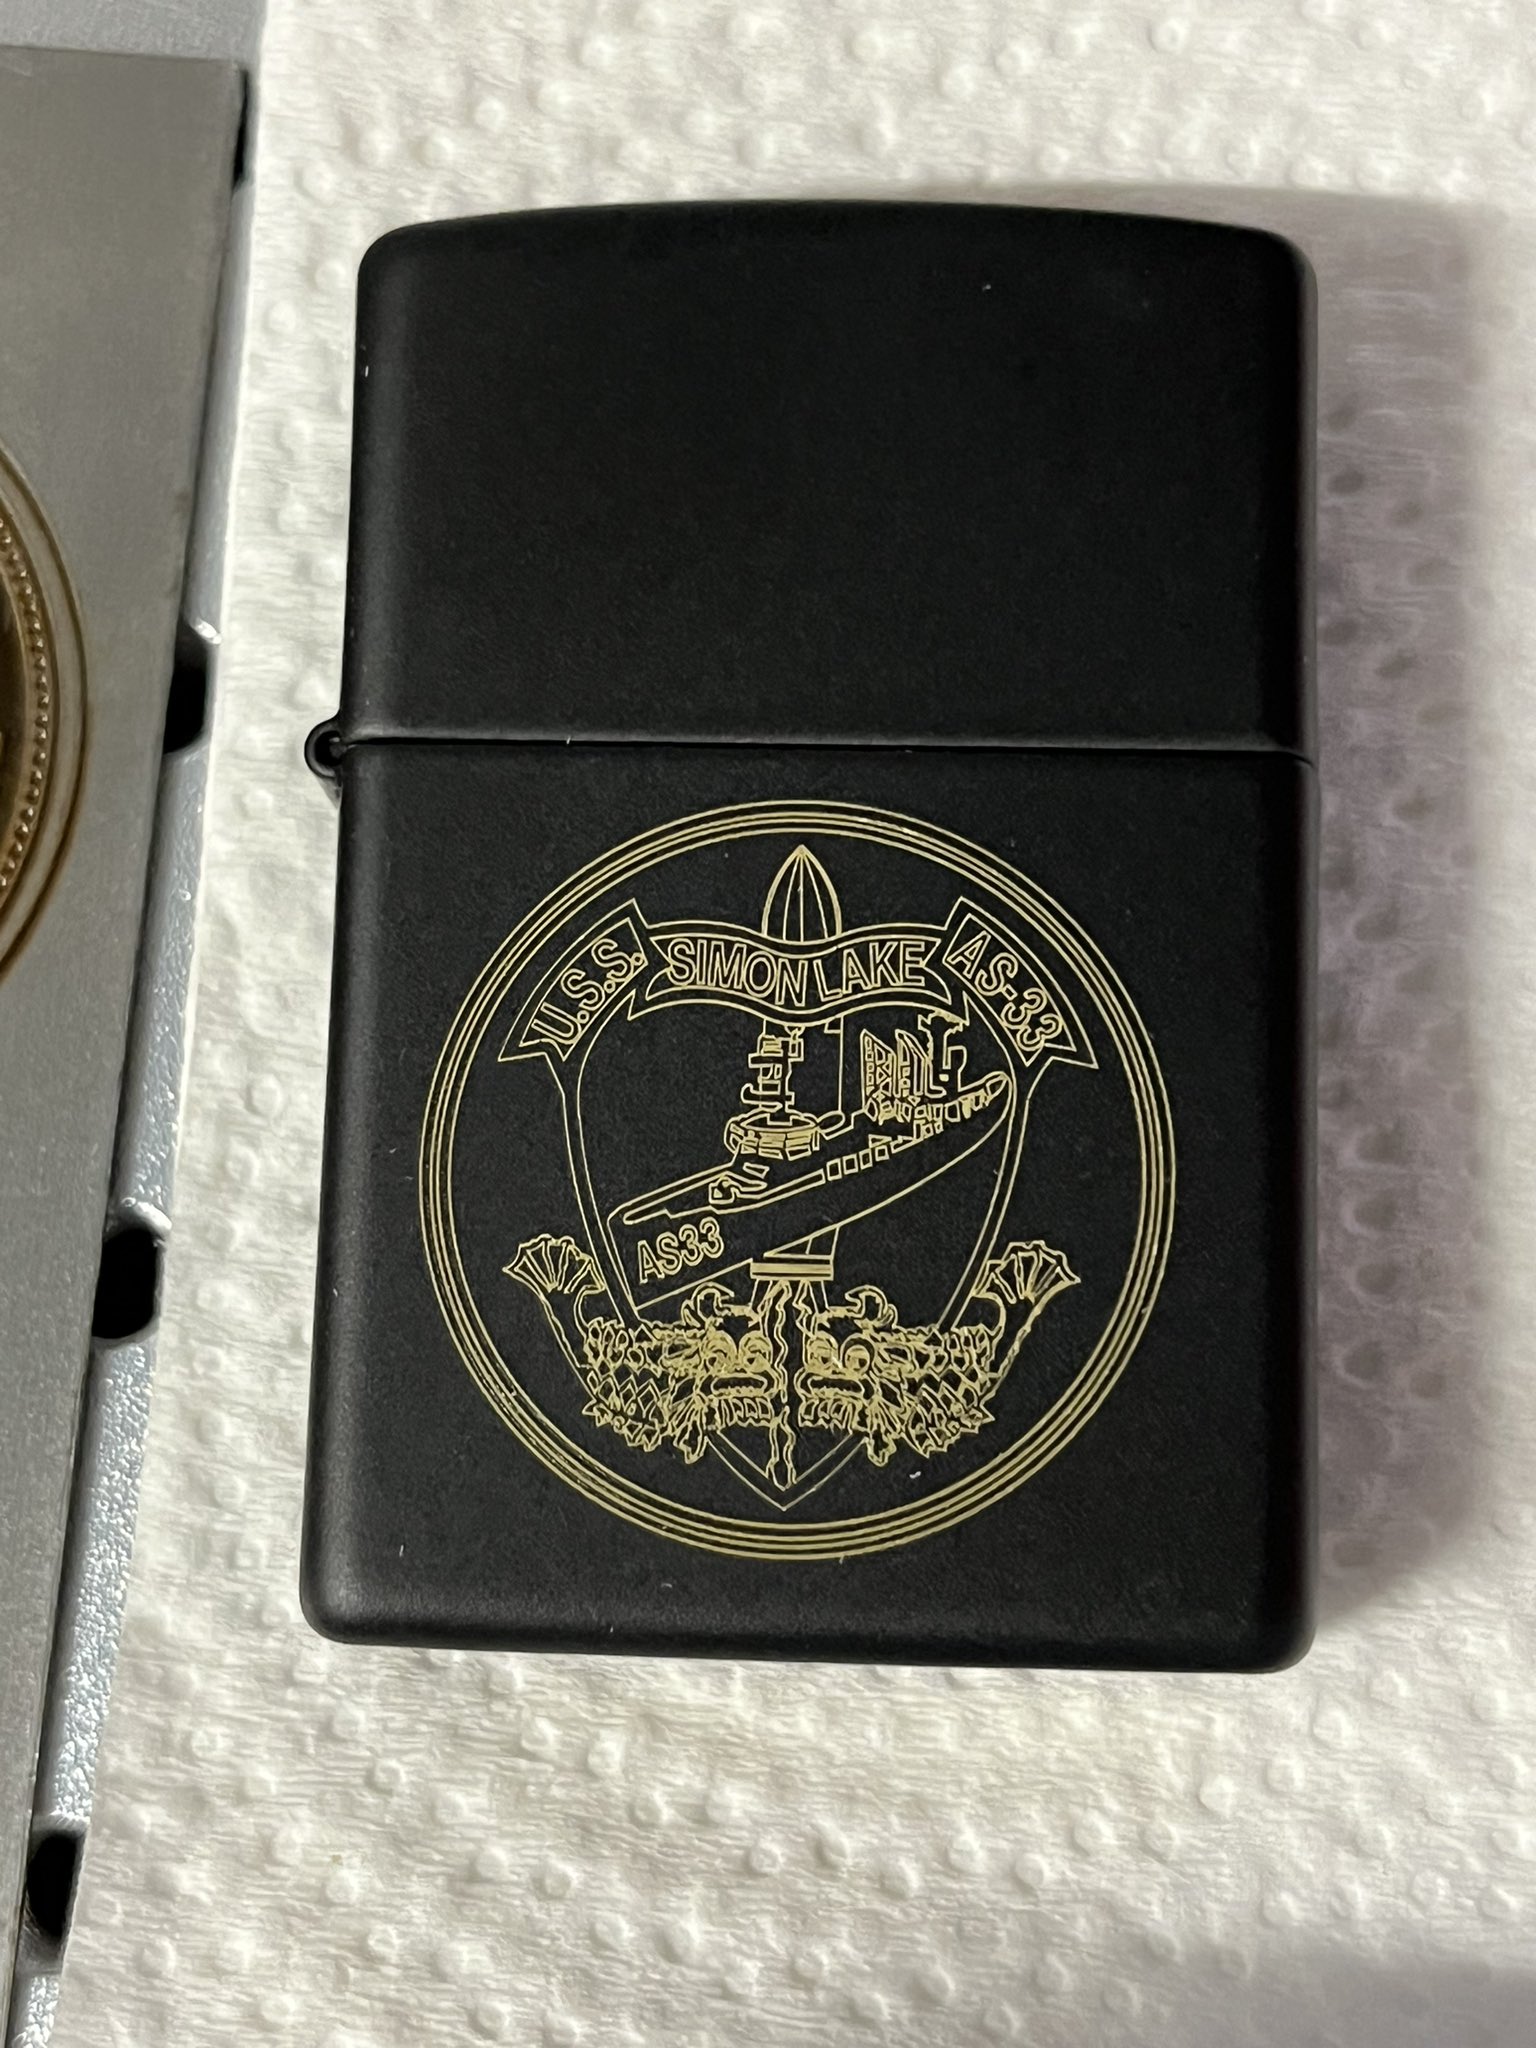 U.S.S. SIMON LAKE AS-33
AS33